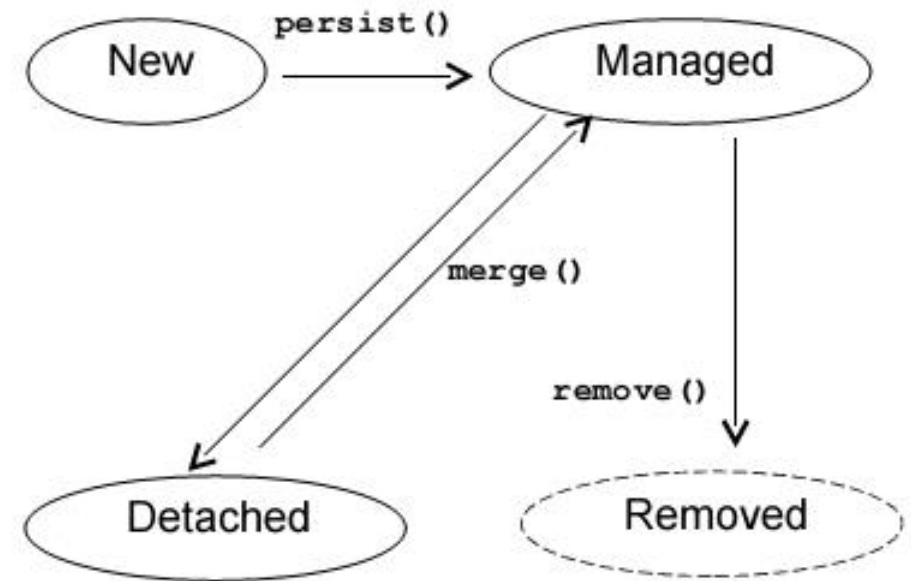 persist()
New
Managed
merge()
remove()
Detached
Removed